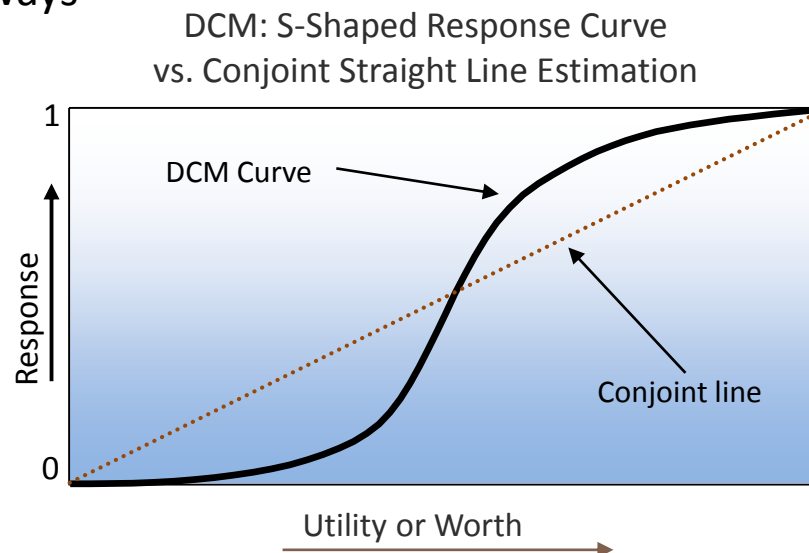 DCM: S-Shaped Response Curve
vs. Conjoint Straight Line Estimation
1
DCM Curve
Response
Conjoint line
0
Utility or Worth